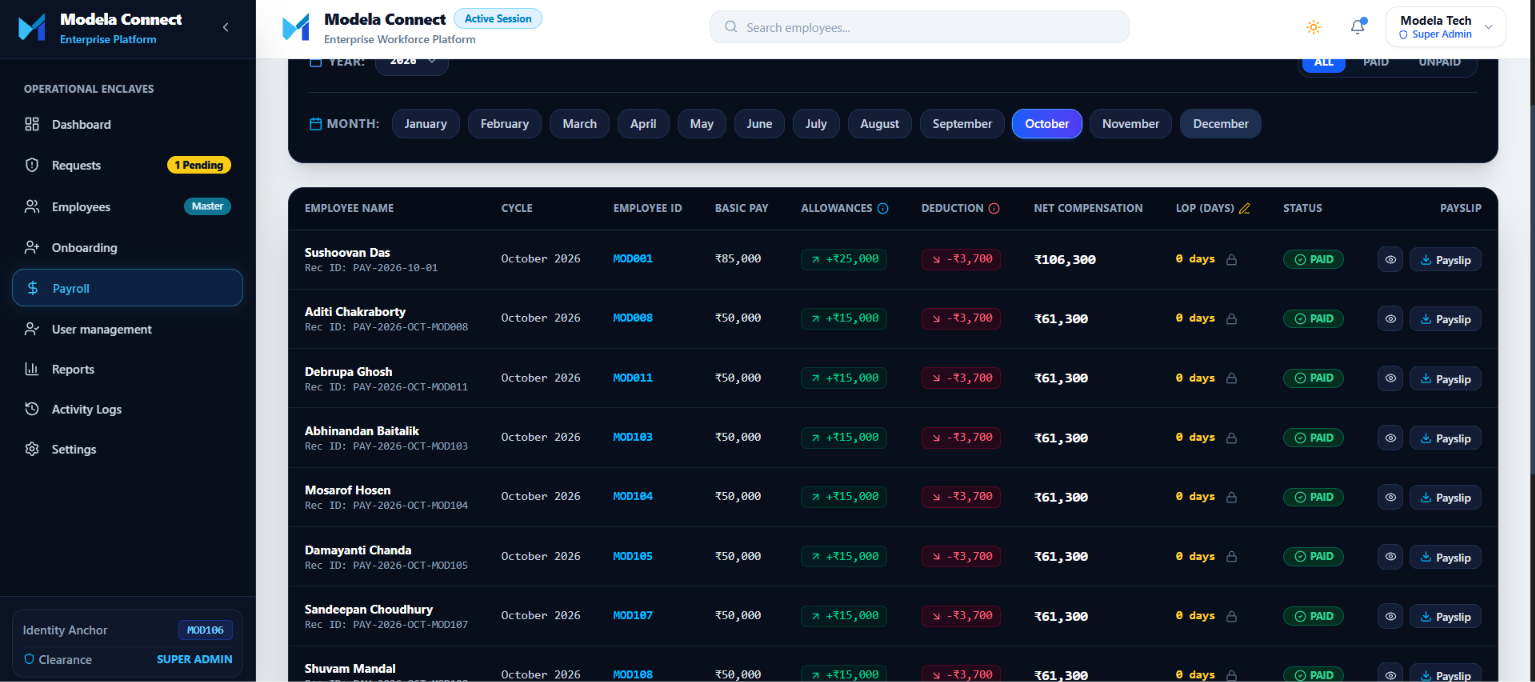 Modela Connect
Enterprise Platform
OPERATIONAL ENCLAVES
Dashboard
Requests 1 Pending
Employees Master
Onboarding
Payroll
User management
Reports
Activity Logs
Settings
Identity Anchor MOD106
Clearance SUPER ADMIN
Modela Connect Active Session
Enterprise Workforce Platform
Search employees...
Modela Tech
Super Admin
YEAR: 2026 ALL PAID UNPAID
MONTH: January February March April May June July August September October November December
EMPLOYEE NAME CYCLE EMPLOYEE ID BASIC PAY ALLOWANCES DEDUCTION NET COMPENSATION LOP (DAYS) STATUS PAYSLIP
Sushoovan Das October 2026 MOD001 ₹85,000 +₹25,000 -₹3,700 ₹106,300 0 days PAID Payslip
Rec ID: PAY-2026-10-01
Aditi Chakraborty October 2026 MOD008 ₹50,000 +₹15,000 -₹3,700 ₹61,300 0 days PAID Payslip
Rec ID: PAY-2026-OCT-MOD008
Debrupa Ghosh October 2026 MOD011 ₹50,000 +₹15,000 -₹3,700 ₹61,300 0 days PAID Payslip
Rec ID: PAY-2026-OCT-MOD011
Abhinandan Baitalik October 2026 MOD103 ₹50,000 +₹15,000 -₹3,700 ₹61,300 0 days PAID Payslip
Rec ID: PAY-2026-OCT-MOD103
Mosarof Hosen October 2026 MOD104 ₹50,000 +₹15,000 -₹3,700 ₹61,300 0 days PAID Payslip
Rec ID: PAY-2026-OCT-MOD104
Damayanti Chanda October 2026 MOD105 ₹50,000 +₹15,000 -₹3,700 ₹61,300 0 days PAID Payslip
Rec ID: PAY-2026-OCT-MOD105
Sandeepan Choudhury October 2026 MOD107 ₹50,000 +₹15,000 -₹3,700 ₹61,300 0 days PAID Payslip
Rec ID: PAY-2026-OCT-MOD107
Shuvam Mandal October 2026 MOD108 ₹50,000 +₹15,000 -₹3,700 ₹61,300 0 days PAID Payslip